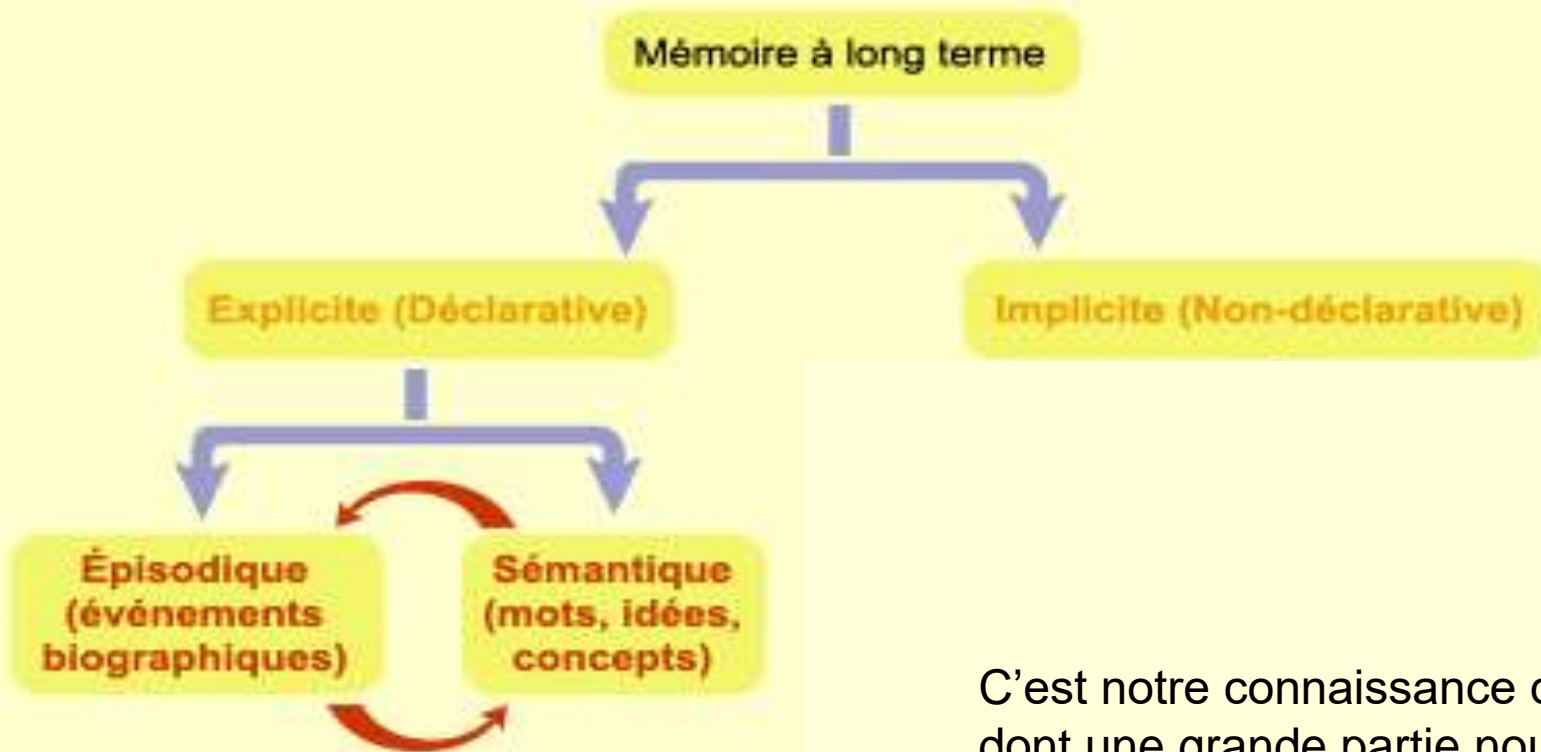 Mémoire à long terme
Explicite (Déclarative)
Implicite (Non-déclarative)
Épisodique
(événements
biographiques)
Sémantique
(mots, idées,
concepts)
C’est notre connaissance
dont une grande partie